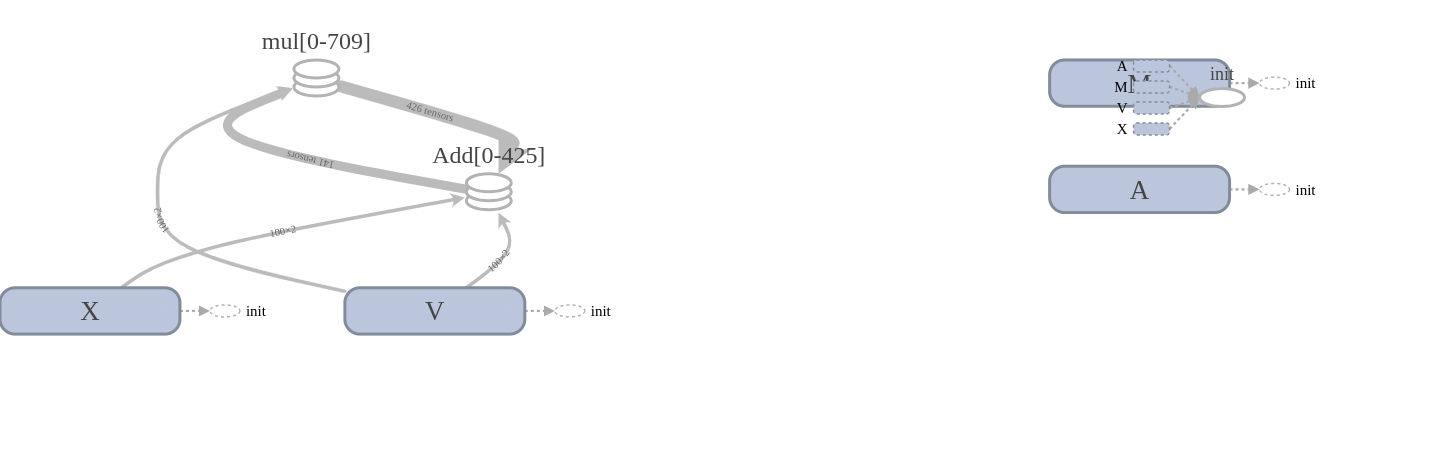 mul[0-709]
426 tensors
141 tensors
Add[0-425]
100×2
100×2
100×2
X
init
V
init
A
M
V
X
M
init
init
A
init